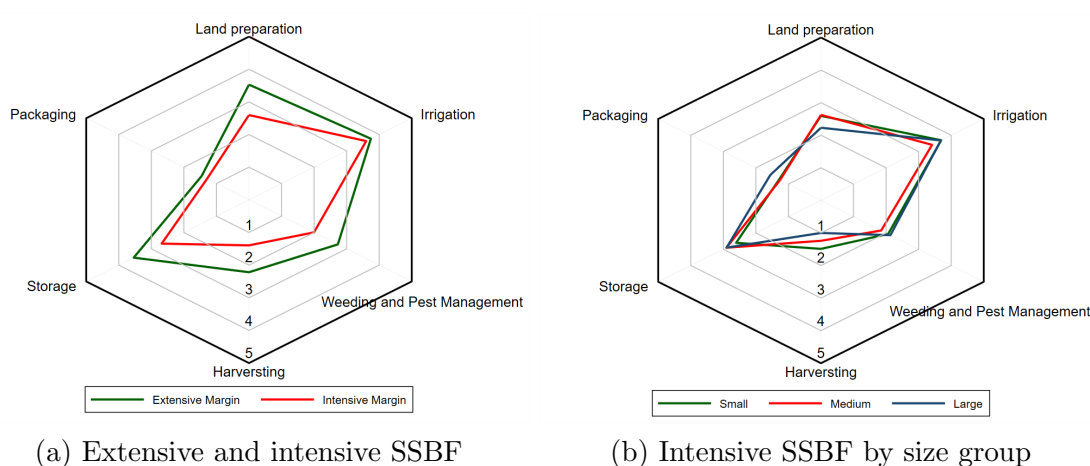 Land preparation
Packaging
Irrigation
1
2
3
4
5
Storage
Weeding and Pest Management
Harversting
Extensive Margin
Intensive Margin
(a) Extensive and intensive SSBF
Land preparation
Packaging
Irrigation
1
2
3
4
5
Storage
Weeding and Pest Management
Harversting
Small
Medium
Large
(b) Intensive SSBF by size group